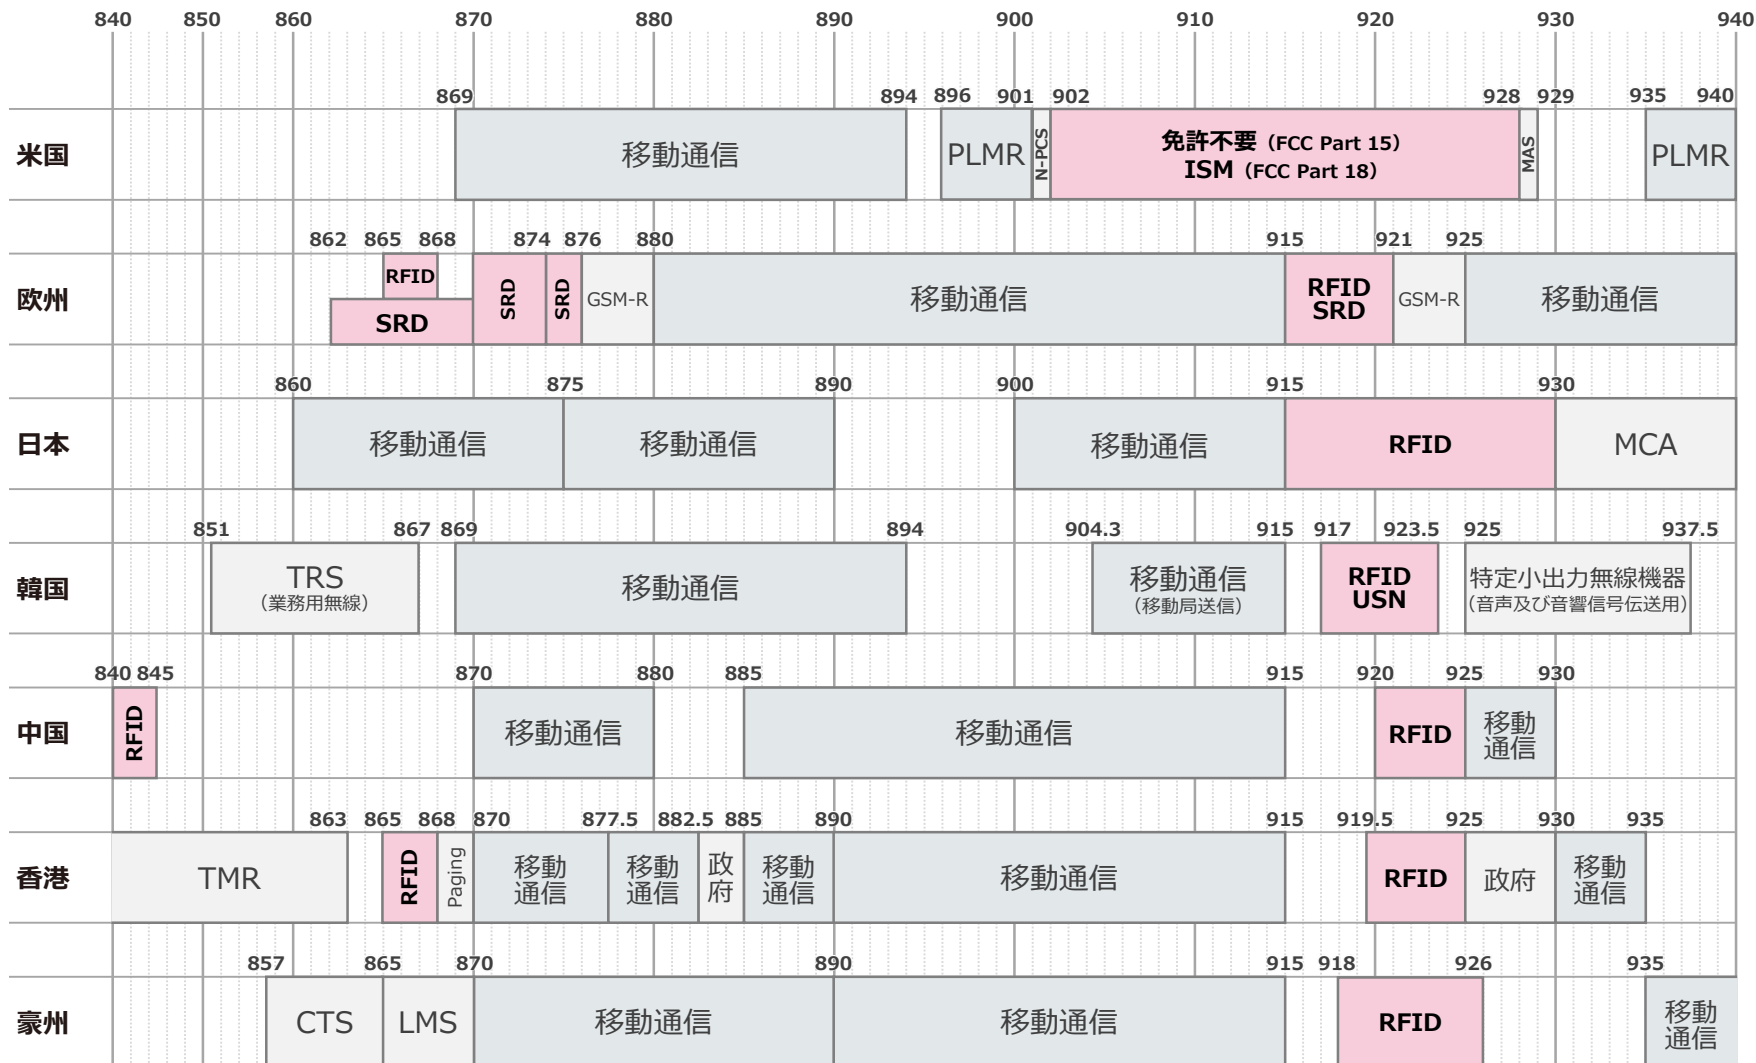 840 850 860 870 880 890 900 910 920 930 940
869 894 896 901 902 928 929 935 940
米国
移動通信
PLMR
N-PCS
免許不要 (FCC Part 15)
ISM (FCC Part 18)
MAS
PLMR
862 865 868 874 876 880 915 921 925
欧州
RFID
SRD
SRD
SRD
GSM-R
移動通信
RFID
SRD
GSM-R
移動通信
860 875 890 900 915 930
日本
移動通信
移動通信
移動通信
RFID
MCA
851 867 869 894 904.3 915 917 923.5 925 937.5
韓国
TRS
(業務用無線)
移動通信
移動通信
(移動局送信)
RFID
USN
特定小出力無線機器
(音声及び音響信号伝送用)
840 845 870 880 885 915 920 925 930
中国
RFID
移動通信
移動通信
RFID
移動
通信
863 865 868 870 877.5 882.5 885 890 915 919.5 925 930 935
香港
TMR
RFID
Paging
移動
通信
移動
通信
政
府
移動
通信
移動通信
RFID
政府
移動
通信
857 865 870 890 915 918 926 935
豪州
CTS
LMS
移動通信
移動通信
RFID
移動
通信